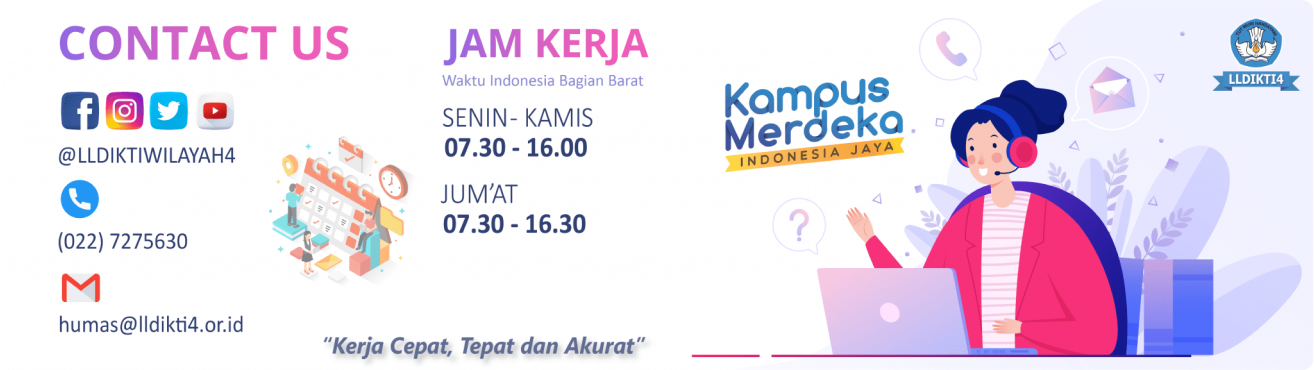 CONTACT US
@LLDIKTIWILAYAH4
(022) 7275630
humas@lldikti4.or.id
JAM KERJA
Waktu Indonesia Bagian Barat
SENIN- KAMIS
07.30 - 16.00
JUM'AT
07.30 - 16.30
“Kerja Cepat, Tepat dan Akurat”
Kampus
Merdeka
INDONESIA JAYA
?
LLDIKTI4